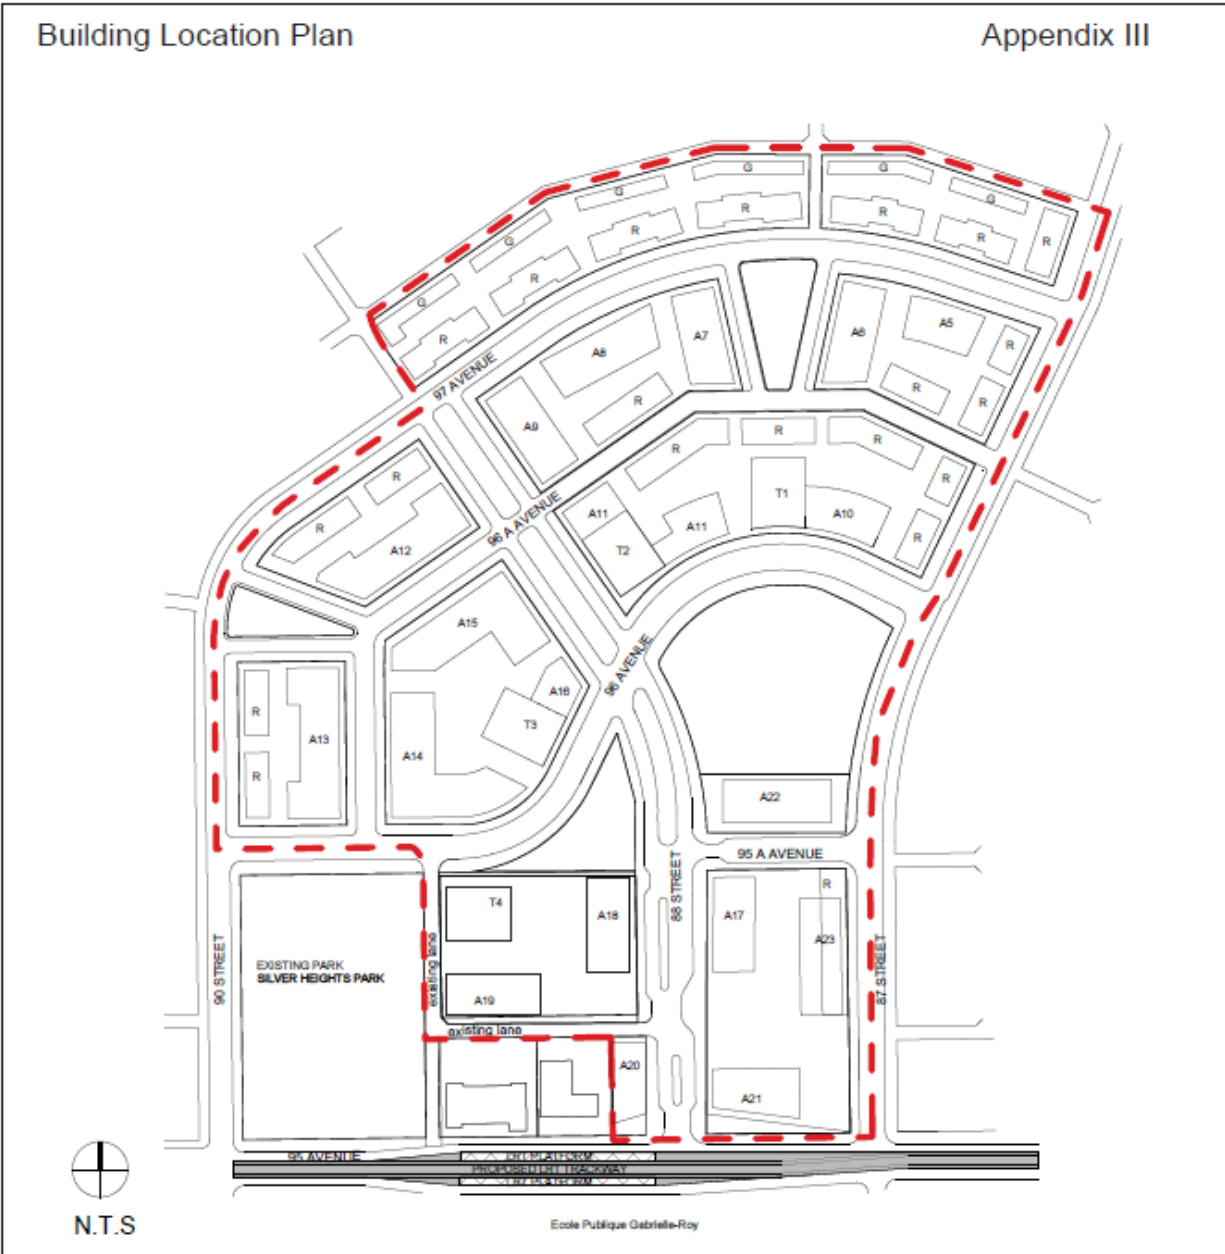 Building Location Plan
Appendix III
G
G
G
G
G
G
R
R
R
R
R
R
R
97 AVENUE
A7
A8
A9
R
A6
A5
R
R
R
R
R
R
R
R
A11
T2
A11
T1
A10
96 A AVENUE
R
R
A12
A15
A16
T3
A14
96 AVENUE
R
R
A13
A22
95 A AVENUE
88 STREET
T4
A18
A19
A17
R
A23
A21
A20
87 STREET
90 STREET
EXISTING PARK
SILVER HEIGHTS PARK
existing lane
existing lane
95 AVENUE
LRT PLATFORM
PROPOSED LRT TRACKWAY
LRT PLATFORM
N.T.S
Ecole Publique Gabrielle-Roy